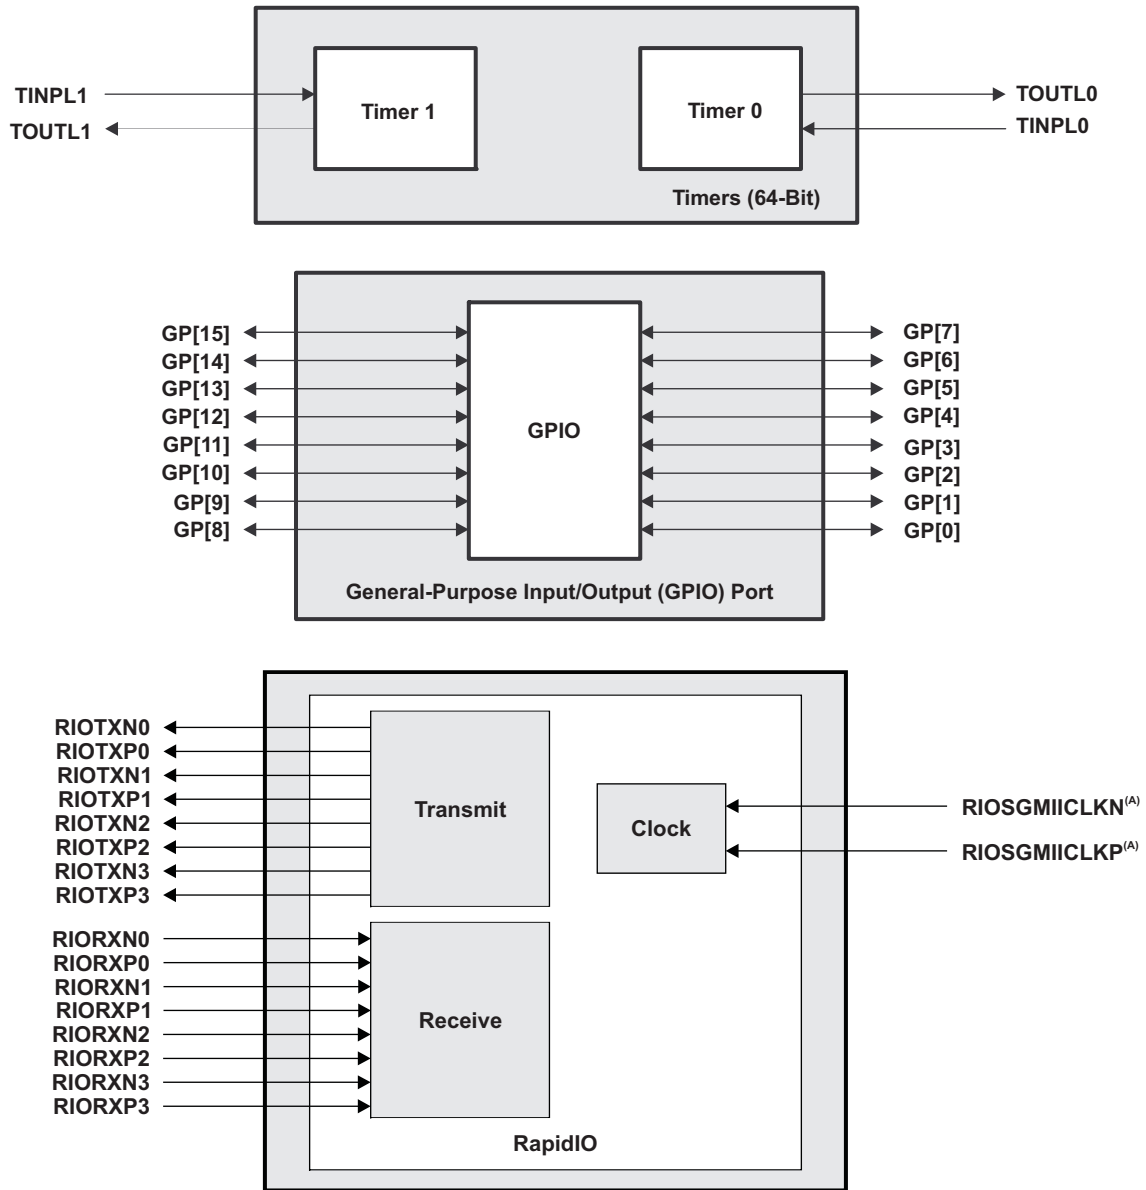 TINPL1
TOUTL1
Timer 1
Timer 0
TOUTL0
TINPL0
Timers (64-Bit)
GP[15]
GP[14]
GP[13]
GP[12]
GP[11]
GP[10]
GP[9]
GP[8]
GPIO
GP[7]
GP[6]
GP[5]
GP[4]
GP[3]
GP[2]
GP[1]
GP[0]
General-Purpose Input/Output (GPIO) Port
RIOTXN0
RIOTXP0
RIOTXN1
RIOTXP1
RIOTXN2
RIOTXP2
RIOTXN3
RIOTXP3
Transmit
Clock
RIOSGMIICLKN(A)
RIOSGMIICLKP(A)
RIORXN0
RIORXP0
RIORXN1
RIORXP1
RIORXN2
RIORXP2
RIORXN3
RIORXP3
Receive
RapidIO